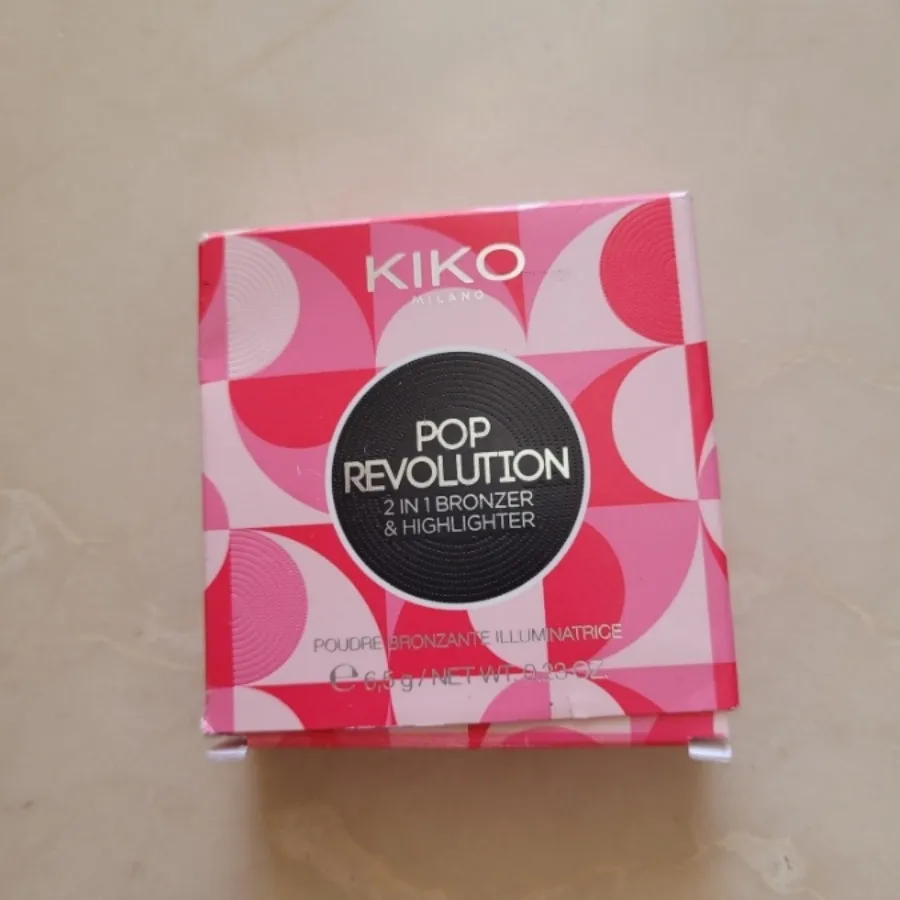 KIKO
MILANO
POP
REVOLUTION
2 IN 1 BRONZER
& HIGHLIGHTER
POUDRE BRONZANTE ILLUMINATRICE
℮ 6,5 g / NET WT. 0.23 OZ.